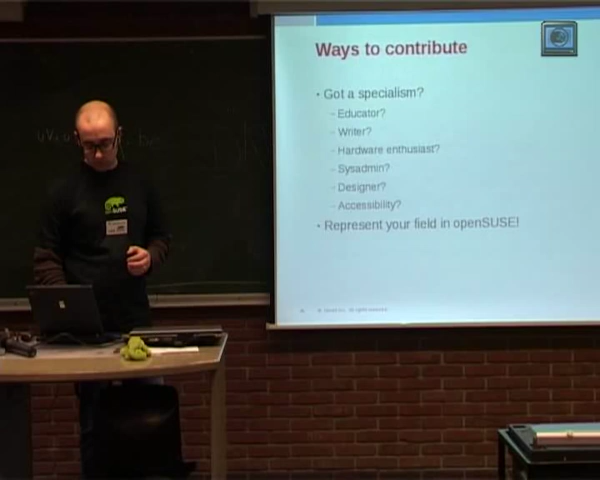 Ways to contribute
Got a specialism?
Educator?
Writer?
Hardware enthusiast?
Sysadmin?
Designer?
Accessibility?
Represent your field in openSUSE!